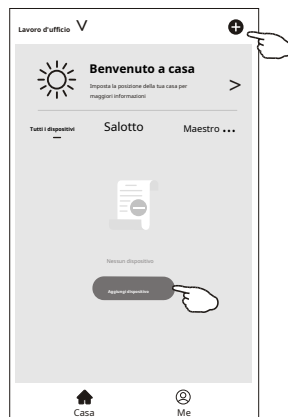 Lavoro d'ufficio
Benvenuto a casa
Imposta la posizione della tua casa per
maggiori informazioni
Tutti i dispositivi Salotto Maestro ...
Nessun dispositivo
Aggiungi dispositivo
Casa Me